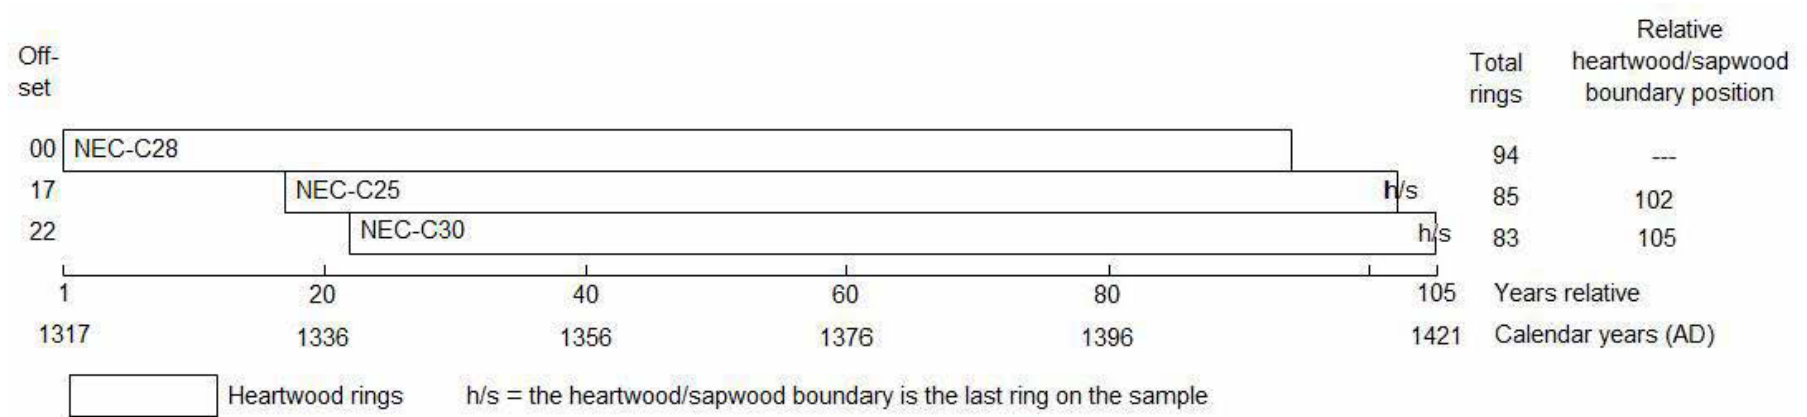 Off-
set
Total
rings
Relative
heartwood/sapwood
boundary position
00 NEC-C28 94 ---
17 NEC-C25 h/s 85 102
22 NEC-C30 h/s 83 105
1 20 40 60 80 105 Years relative
1317 1336 1356 1376 1396 1421 Calendar years (AD)
Heartwood rings h/s = the heartwood/sapwood boundary is the last ring on the sample